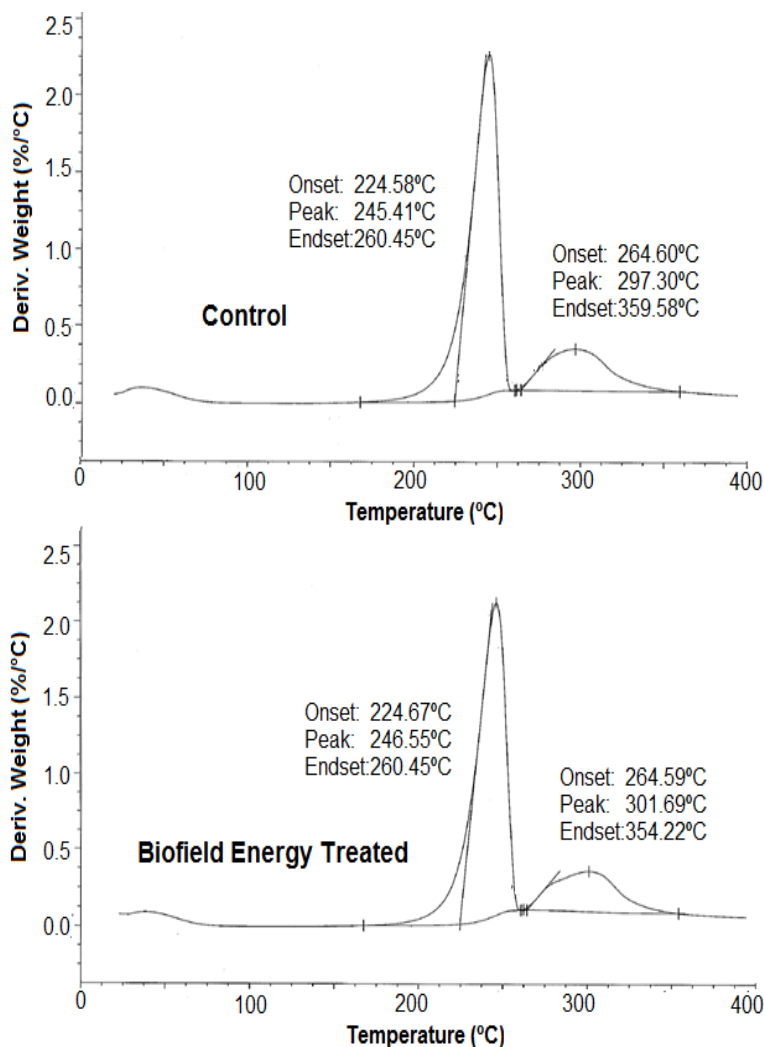 2.5
2.0
1.5
1.0
0.5
0.0
Deriv. Weight (%/°C)
Onset: 224.58ºC
Peak: 245.41ºC
Endset:260.45ºC
Onset: 264.60ºC
Peak: 297.30ºC
Endset:359.58ºC
Control
0 100 200 300 400
Temperature (ºC)
2.5
2.0
1.5
1.0
0.5
0.0
Deriv. Weight (%/°C)
Onset: 224.67ºC
Peak: 246.55ºC
Endset:260.45ºC
Onset: 264.59ºC
Peak: 301.69ºC
Endset:354.22ºC
Biofield Energy Treated
0 100 200 300 400
Temperature (ºC)